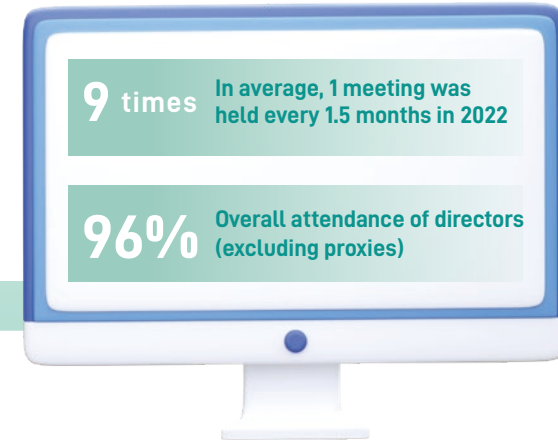 9 times
In average, 1 meeting was
held every 1.5 months in 2022
96%
Overall attendance of directors
(excluding proxies)